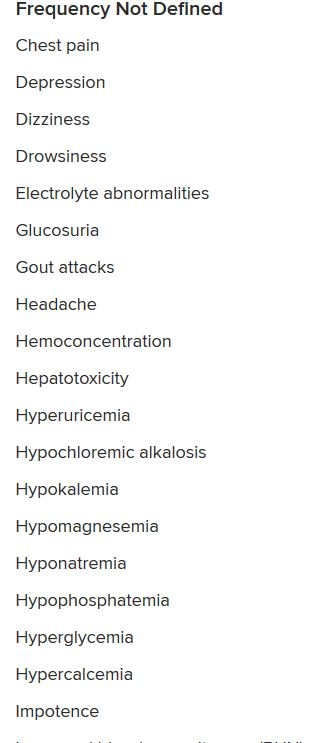 Frequency Not Defined
Chest pain
Depression
Dizziness
Drowsiness
Electrolyte abnormalities
Glucosuria
Gout attacks
Headache
Hemoconcentration
Hepatotoxicity
Hyperuricemia
Hypochloremic alkalosis
Hypokalemia
Hypomagnesemia
Hyponatremia
Hypophosphatemia
Hyperglycemia
Hypercalcemia
Impotence